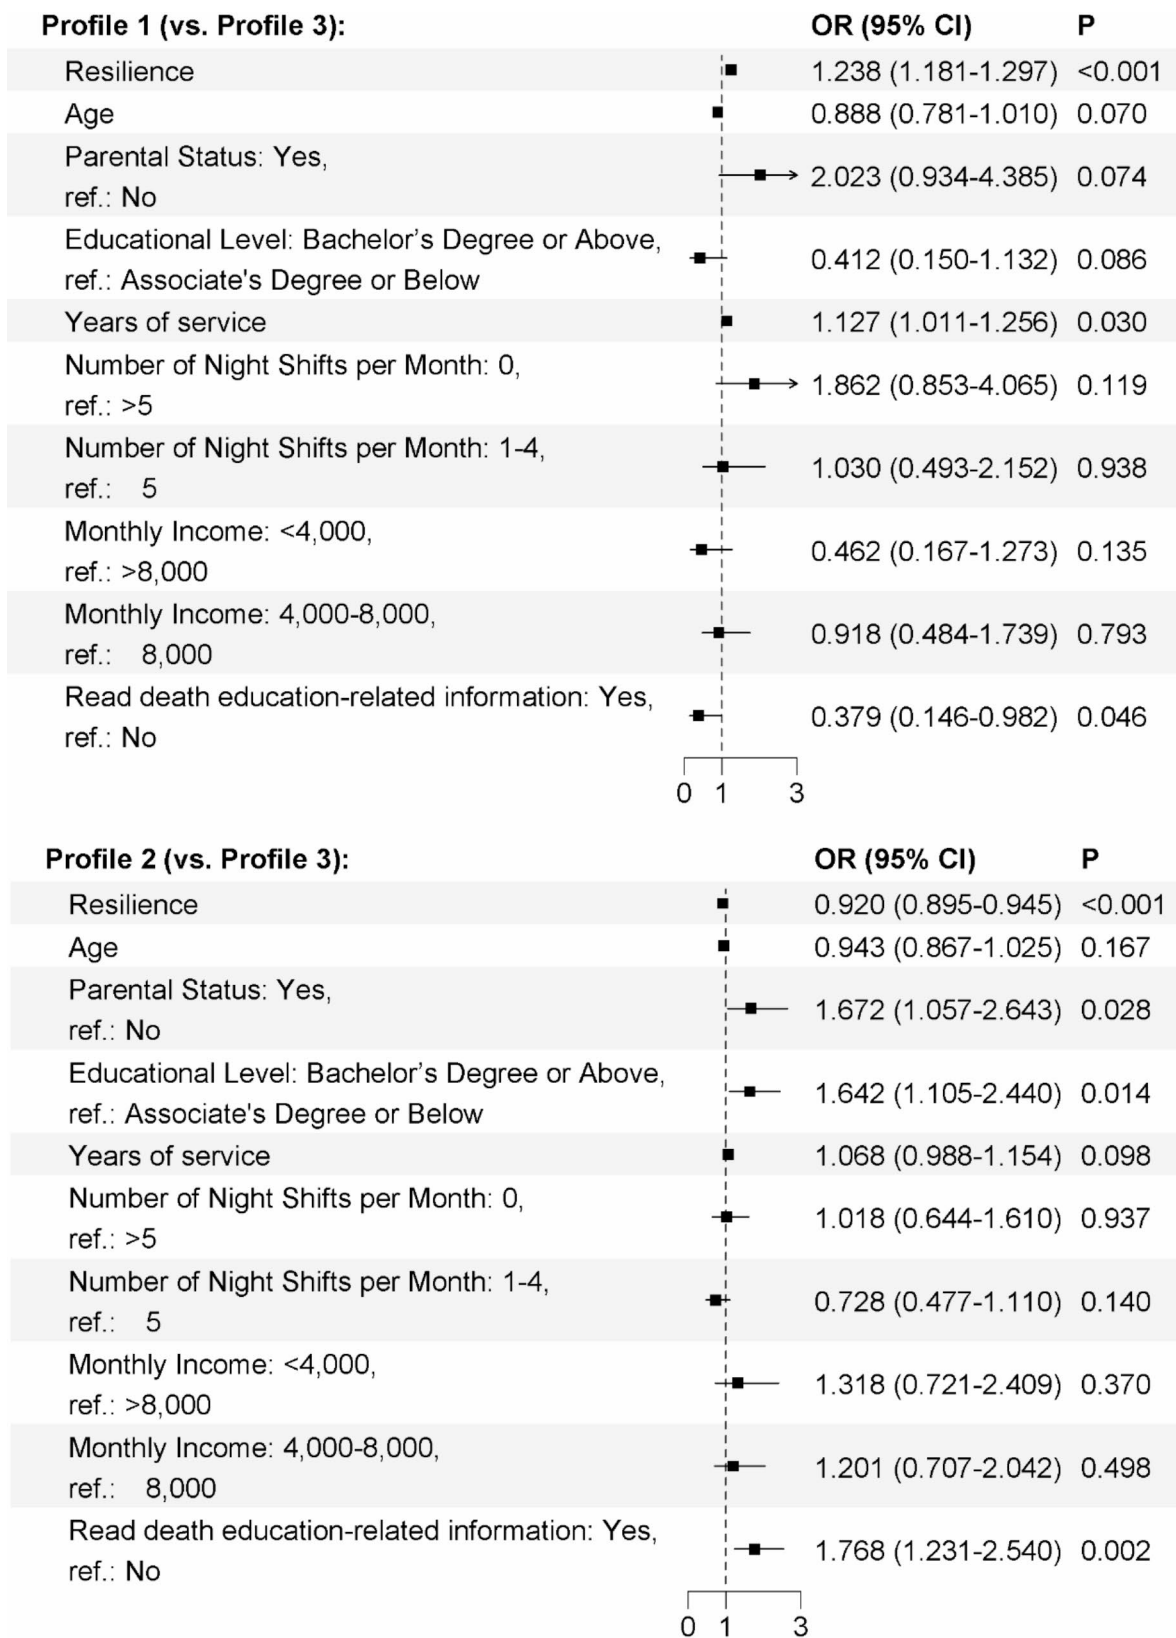 Profile 1 (vs. Profile 3): OR (95% CI) P
Resilience 1.238 (1.181-1.297) <0.001
Age 0.888 (0.781-1.010) 0.070
Parental Status: Yes,
ref.: No 2.023 (0.934-4.385) 0.074
Educational Level: Bachelor’s Degree or Above,
ref.: Associate's Degree or Below 0.412 (0.150-1.132) 0.086
Years of service 1.127 (1.011-1.256) 0.030
Number of Night Shifts per Month: 0,
ref.: >5 1.862 (0.853-4.065) 0.119
Number of Night Shifts per Month: 1-4,
ref.: 5 1.030 (0.493-2.152) 0.938
Monthly Income: <4,000,
ref.: >8,000 0.462 (0.167-1.273) 0.135
Monthly Income: 4,000-8,000,
ref.: 8,000 0.918 (0.484-1.739) 0.793
Read death education-related information: Yes,
ref.: No 0.379 (0.146-0.982) 0.046
0 1 3
Profile 2 (vs. Profile 3): OR (95% CI) P
Resilience 0.920 (0.895-0.945) <0.001
Age 0.943 (0.867-1.025) 0.167
Parental Status: Yes,
ref.: No 1.672 (1.057-2.643) 0.028
Educational Level: Bachelor’s Degree or Above,
ref.: Associate's Degree or Below 1.642 (1.105-2.440) 0.014
Years of service 1.068 (0.988-1.154) 0.098
Number of Night Shifts per Month: 0,
ref.: >5 1.018 (0.644-1.610) 0.937
Number of Night Shifts per Month: 1-4,
ref.: 5 0.728 (0.477-1.110) 0.140
Monthly Income: <4,000,
ref.: >8,000 1.318 (0.721-2.409) 0.370
Monthly Income: 4,000-8,000,
ref.: 8,000 1.201 (0.707-2.042) 0.498
Read death education-related information: Yes,
ref.: No 1.768 (1.231-2.540) 0.002
0 1 3